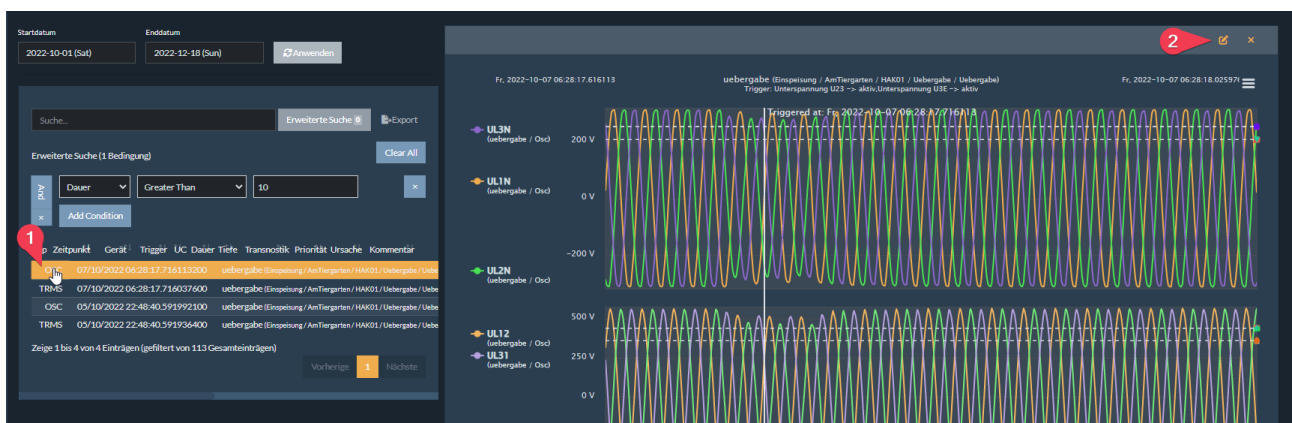 Startdatum
Enddatum
2022-10-01 (Sat)
2022-12-18 (Sun)
Anwenden
Suche...
Erweiterte Suche 0
Export
Erweiterte Suche (1 Bedingung)
Clear All
And
Dauer
Greater Than
10
×
×
Add Condition
1
Zeitpunkt Gerät Trigger UC Dauer Tiefe Transnostik Priorität Ursache Kommentar
07/10/2022 06:28:17.716113200 uebergabe (Einspeisung / AmTiergarten / HAK01 / Uebergabe / Uebe
TRMS 07/10/2022 06:28:17.716037600 uebergabe (Einspeisung / AmTiergarten / HAK01 / Uebergabe / Uebe
OSC 05/10/2022 22:48:40.591992100 uebergabe (Einspeisung / AmTiergarten / HAK01 / Uebergabe / Uebe
TRMS 05/10/2022 22:48:40.591936400 uebergabe (Einspeisung / AmTiergarten / HAK01 / Uebergabe / Uebe
Zeige 1 bis 4 von 4 Einträgen (gefiltert von 113 Gesamteinträgen)
Vorherige 1 Nächste
2
×
Fr, 2022-10-07 06:28:17.616113
uebergabe (Einspeisung / AmTiergarten / HAK01 / Uebergabe / Uebergabe)
Trigger: Unterspannung U23 -> aktiv,Unterspannung U3E -> aktiv
Fr, 2022-10-07 06:28:18.02597
Triggered at: Fr, 2022-10-07 06:28:17.716113
UL3N
(uebergabe / Osc)
200 V
UL1N
(uebergabe / Osc)
0 V
−200 V
UL2N
(uebergabe / Osc)
500 V
UL12
(uebergabe / Osc)
UL31
(uebergabe / Osc)
250 V
0 V